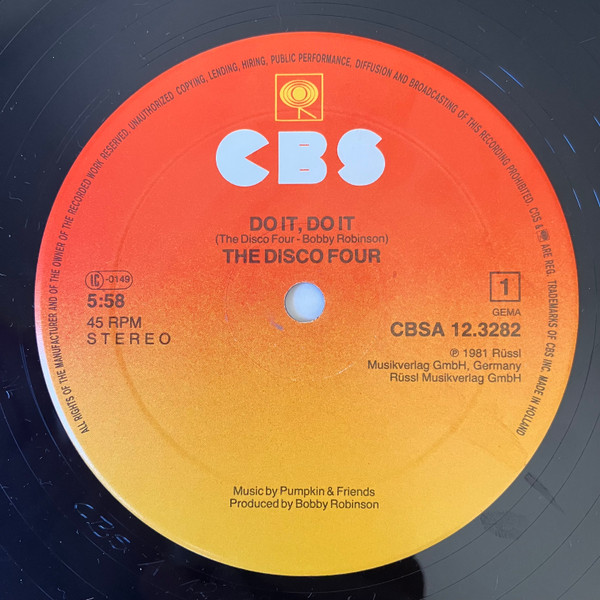 ALL RIGHTS OF THE MANUFACTURER AND OF THE OWNER OF THE RECORDED WORK RESERVED. UNAUTHORIZED COPYING, LENDING, HIRING, PUBLIC PERFORMANCE, DIFFUSION AND BROADCASTING OF THIS RECORDING PROHIBITED. CBS & ARE REG. TRADEMARKS OF CBS INC. MADE IN HOLLAND
CBS
DO IT, DO IT
(The Disco Four - Bobby Robinson)
THE DISCO FOUR
LC -0149
5:58
45 RPM
STEREO
1
GEMA
CBSA 12.3282
℗ 1981 Rüssl
Musikverlag GmbH, Germany
Rüssl Musikverlag GmbH
Music by Pumpkin & Friends
Produced by Bobby Robinson